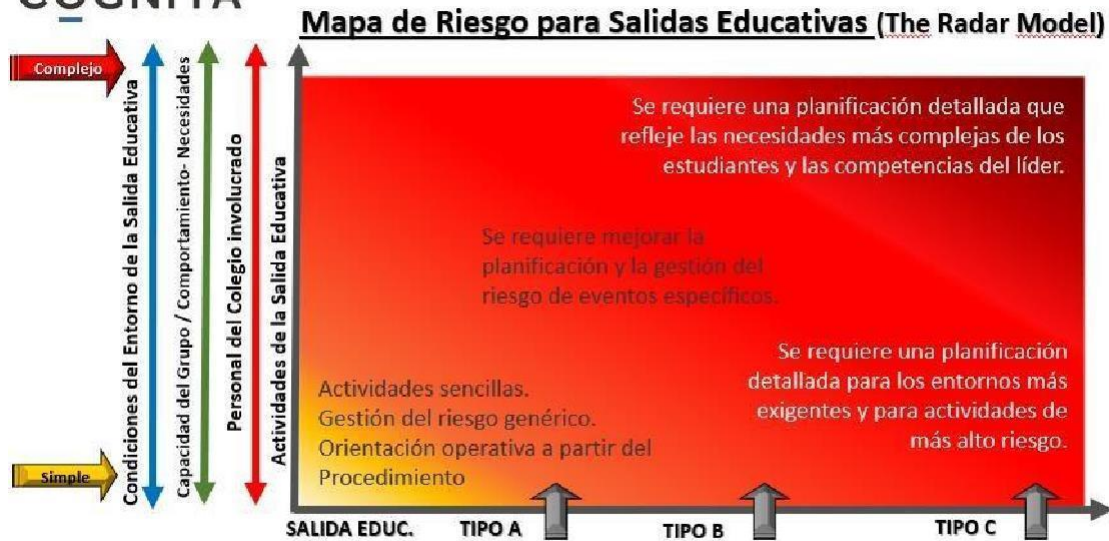 COGNITA
Mapa de Riesgo para Salidas Educativas (The Radar Model)
Complejo
Simple
Condiciones del Entorno de la Salida Educativa
Capacidad del Grupo / Comportamiento- Necesidades
Personal del Colegio involucrado
Actividades de la Salida Educativa
Se requiere una planificación detallada que
refleje las necesidades más complejas de los
estudiantes y las competencias del líder.
Se requiere mejorar la
planificación y la gestión del
riesgo de eventos específicos.
Se requiere una planificación
detallada para los entornos más
exigentes y para actividades de
más alto riesgo.
Actividades sencillas.
Gestión del riesgo genérico.
Orientación operativa a partir del
Procedimiento
SALIDA EDUC.
TIPO A
TIPO B
TIPO C